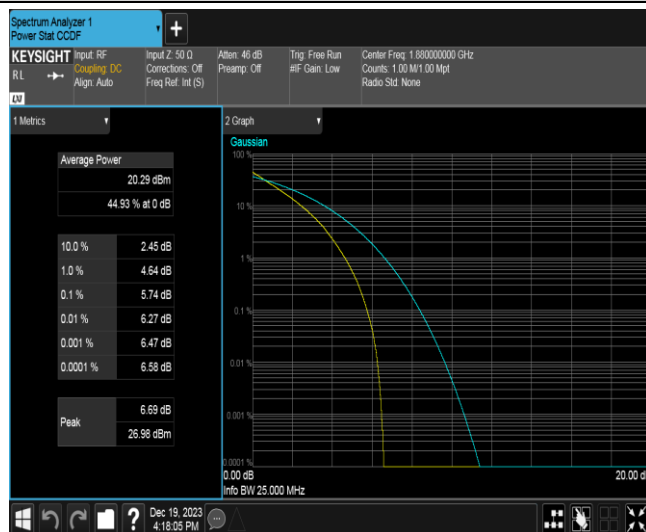 Spectrum Analyzer 1
Power Stat CCDF
+
KEYSIGHT
RL
LXI
Input: RF
Coupling: DC
Align: Auto
Input Z: 50 Ω
Corrections: Off
Freq Ref: Int (S)
Atten: 46 dB
Preamp: Off
Trig: Free Run
#IF Gain: Low
Center Freq: 1.880000000 GHz
Counts: 1.00 M/1.00 Mpt
Radio Std: None
1 Metrics
Average Power
20.29 dBm
44.93 % at 0 dB
10.0 % 2.45 dB
1.0 % 4.64 dB
0.1 % 5.74 dB
0.01 % 6.27 dB
0.001 % 6.47 dB
0.0001 % 6.58 dB
Peak
6.69 dB
26.98 dBm
2 Graph
Gaussian
100 %
10 %
1 %
0.1 %
0.01 %
0.001 %
0.0001 %
0.00 dB
20.00 d
Info BW 25.000 MHz
?
Dec 19, 2023
4:18:05 PM